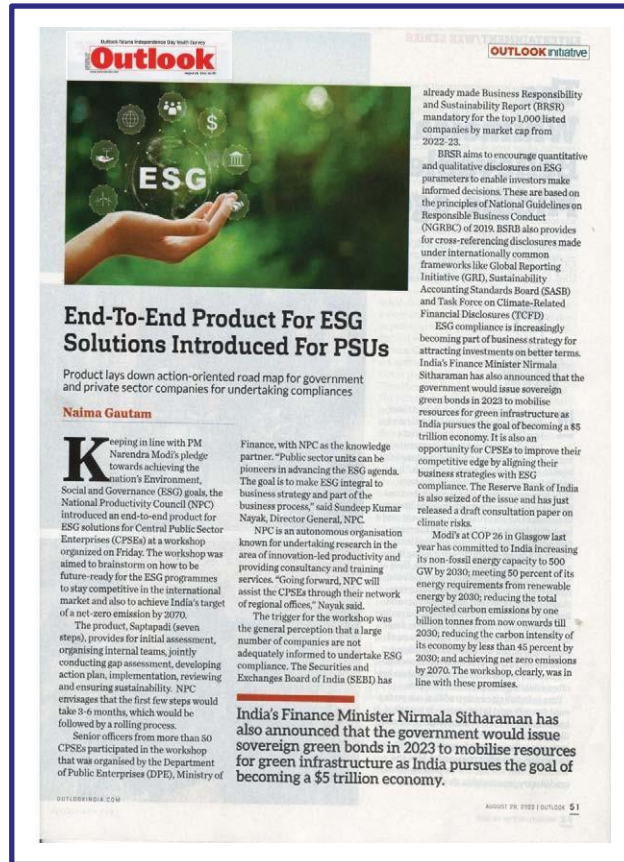 Outlook-Toluna Independence Day Youth Survey
Outlook
OUTLOOK initiative
$
ESG
End-To-End Product For ESG
Solutions Introduced For PSUs
Product lays down action-oriented road map for government
and private sector companies for undertaking compliances
Naima Gautam
Keeping in line with PM
Narendra Modi's pledge
towards achieving the
nation's Environment,
Social and Governance (ESG) goals, the
National Productivity Council (NPC)
introduced an end-to-end product for
ESG solutions for Central Public Sector
Enterprises (CPSEs) at a workshop
organized on Friday. The workshop was
aimed to brainstorm on how to be
future-ready for the ESG programmes
to stay competitive in the international
market and also to achieve India's target
of a net-zero emission by 2070.
The product, Saptapadi (seven
steps), provides for initial assessment,
organising internal teams, jointly
conducting gap assessment, developing
action plan, implementation, reviewing
and ensuring sustainability. NPC
envisages that the first few steps would
take 3-6 months, which would be
followed by a rolling process.
Senior officers from more than 50
CPSEs participated in the workshop
that was organised by the Department
of Public Enterprises (DPE), Ministry of
Finance, with NPC as the knowledge
partner. "Public sector units can be
pioneers in advancing the ESG agenda.
The goal is to make ESG integral to
business strategy and part of the
business process," said Sundeep Kumar
Nayak, Director General, NPC.
NPC is an autonomous organisation
known for undertaking research in the
area of innovation-led productivity and
providing consultancy and training
services. "Going forward, NPC will
assist the CPSEs through their network
of regional offices," Nayak said.
The trigger for the workshop was
the general perception that a large
number of companies are not
adequately informed to undertake ESG
compliance. The Securities and
Exchanges Board of India (SEBI) has
already made Business Responsibility
and Sustainability Report (BRSR)
mandatory for the top 1,000 listed
companies by market cap from
2022-23.
BRSR aims to encourage quantitative
and qualitative disclosures on ESG
parameters to enable investors make
informed decisions. These are based on
the principles of National Guidelines on
Responsible Business Conduct
(NGRBC) of 2019. BSRB also provides
for cross-referencing disclosures made
under internationally common
frameworks like Global Reporting
Initiative (GRI), Sustainability
Accounting Standards Board (SASB)
and Task Force on Climate-Related
Financial Disclosures (TCFD)
ESG compliance is increasingly
becoming part of business strategy for
attracting investments on better terms.
India's Finance Minister Nirmala
Sitharaman has also announced that the
government would issue sovereign
green bonds in 2023 to mobilise
resources for green infrastructure as
India pursues the goal of becoming a $5
trillion economy. It is also an
opportunity for CPSEs to improve their
competitive edge by aligning their
business strategies with ESG
compliance. The Reserve Bank of India
is also seized of the issue and has just
released a draft consultation paper on
climate risks.
Modi's at COP 26 in Glasgow last
year has committed to India increasing
its non-fossil energy capacity to 500
GW by 2030; meeting 50 percent of its
energy requirements from renewable
energy by 2030; reducing the total
projected carbon emissions by one
billion tonnes from now onwards till
2030; reducing the carbon intensity of
its economy by less than 45 percent by
2030; and achieving net zero emissions
by 2070. The workshop, clearly, was in
line with these promises.
India's Finance Minister Nirmala Sitharaman has
also announced that the government would issue
sovereign green bonds in 2023 to mobilise resources
for green infrastructure as India pursues the goal of
becoming a $5 trillion economy.
OUTLOOKINDIA.COM
AUGUST 29, 2022 | OUTLOOK 51